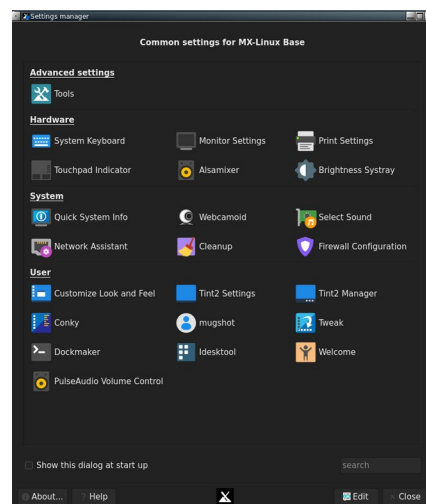 Settings manager
Common settings for MX-Linux Base
Advanced settings
Tools
Hardware
System Keyboard Monitor Settings Print Settings
Touchpad Indicator Alsamixer Brightness Systray
System
Quick System Info Webcamoid Select Sound
Network Assistant Cleanup Firewall Configuration
User
Customize Look and Feel Tint2 Settings Tint2 Manager
Conky mugshot Tweak
Dockmaker Idesktool Welcome
PulseAudio Volume Control
Show this dialog at start up search
About... Help Edit Close